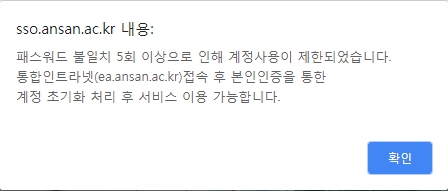 sso.ansan.ac.kr 내용:
패스워드 불일치 5회 이상으로 인해 계정사용이 제한되었습니다.
통합인트라넷(ea.ansan.ac.kr)접속 후 본인인증을 통한
계정 초기화 처리 후 서비스 이용 가능합니다.
확인